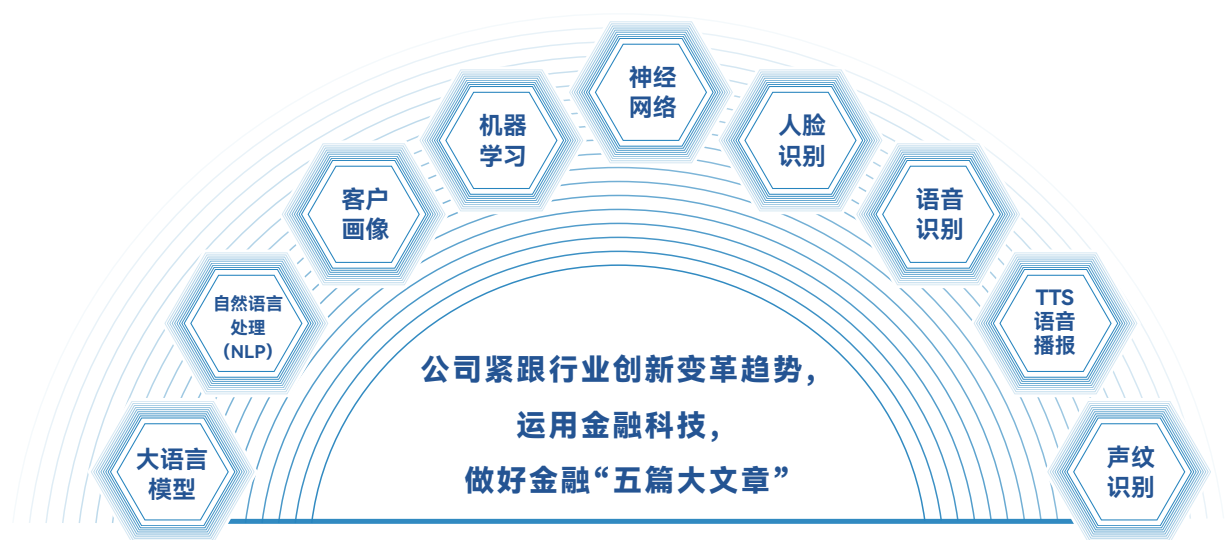 神经
网络
机器
学习
人脸
识别
客户
画像
语音
识别
自然语言
处理
（NLP）
TTS
语音
播报
公司紧跟行业创新变革趋势，
运用金融科技，
做好金融“五篇大文章”
大语言
模型
声纹
识别